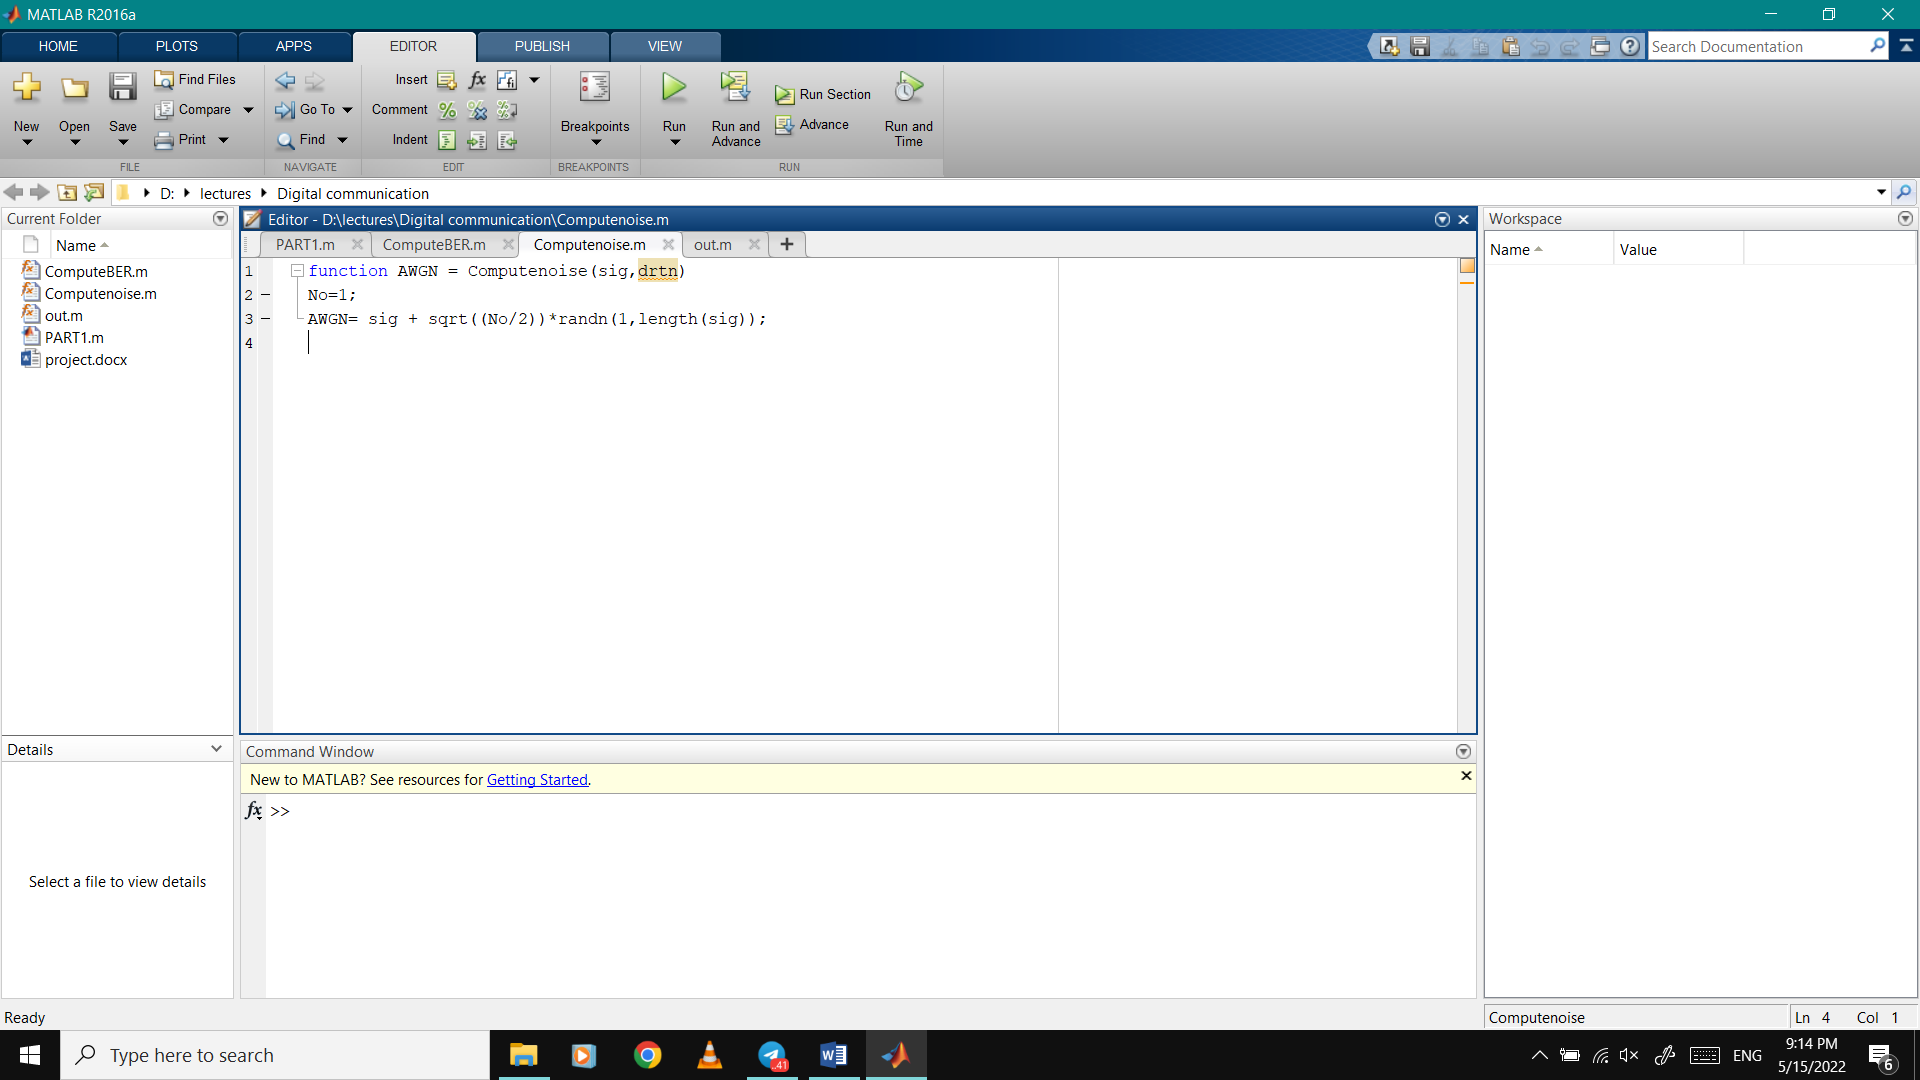 MATLAB R2016a
HOME PLOTS APPS EDITOR PUBLISH VIEW
Search Documentation
New Open Save
Find Files
Compare
Print
FILE
Go To
Find
NAVIGATE
Insert fx fi
Comment
Indent
EDIT
Breakpoints
BREAKPOINTS
Run
Run and Advance
Run Section
Advance
Run and Time
RUN
D: lectures Digital communication
Current Folder
Name
ComputeBER.m
Computenoise.m
out.m
PART1.m
project.docx
Details
Select a file to view details
Editor - D:\lectures\Digital communication\Computenoise.m
PART1.m ComputeBER.m Computenoise.m out.m
1 function AWGN = Computenoise(sig,drtn)
2 No=1;
3 AWGN= sig + sqrt((No/2))*randn(1,length(sig));
4
Command Window
New to MATLAB? See resources for Getting Started.
fx >>
Workspace
Name Value
Ready
Computenoise
Ln 4 Col 1
Type here to search
41
ENG
9:14 PM
5/15/2022
6